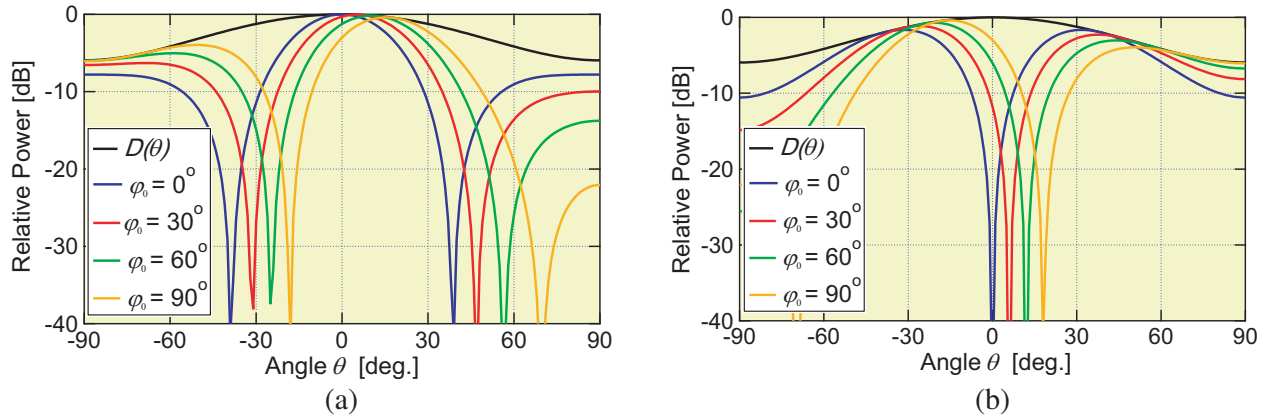 Relative Power [dB]
0
-10
-20
-30
-40
D(θ)
φ₀ = 0°
φ₀ = 30°
φ₀ = 60°
φ₀ = 90°
-90 -60 -30 0 30 60 90
Angle θ [deg.]
(a)
Relative Power [dB]
0
-10
-20
-30
-40
D(θ)
φ₀ = 0°
φ₀ = 30°
φ₀ = 60°
φ₀ = 90°
-90 -60 -30 0 30 60 90
Angle θ [deg.]
(b)